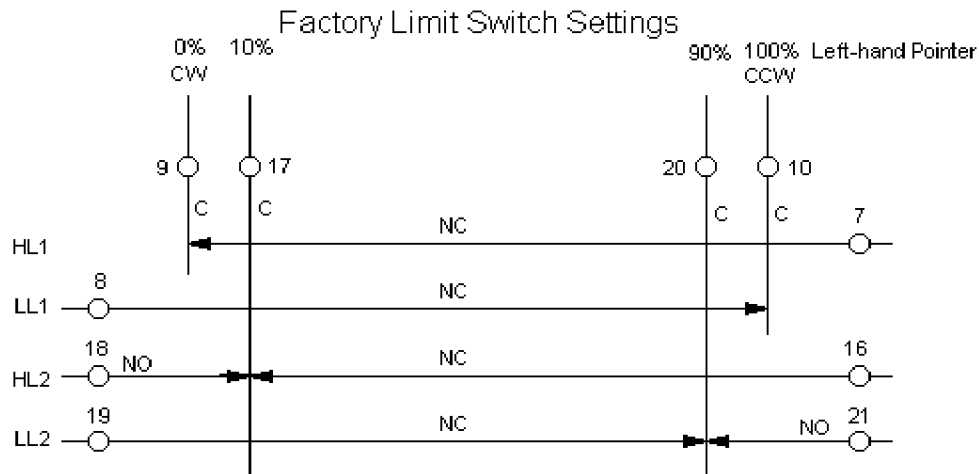 Factory Limit Switch Settings
0% 10% 90% 100% Left-hand Pointer
CW CCW
9 17 20 10
C C C C 7
HL1 NC
8
LL1 NC
18 NO NC 16
HL2
19 NC 21
LL2 NO